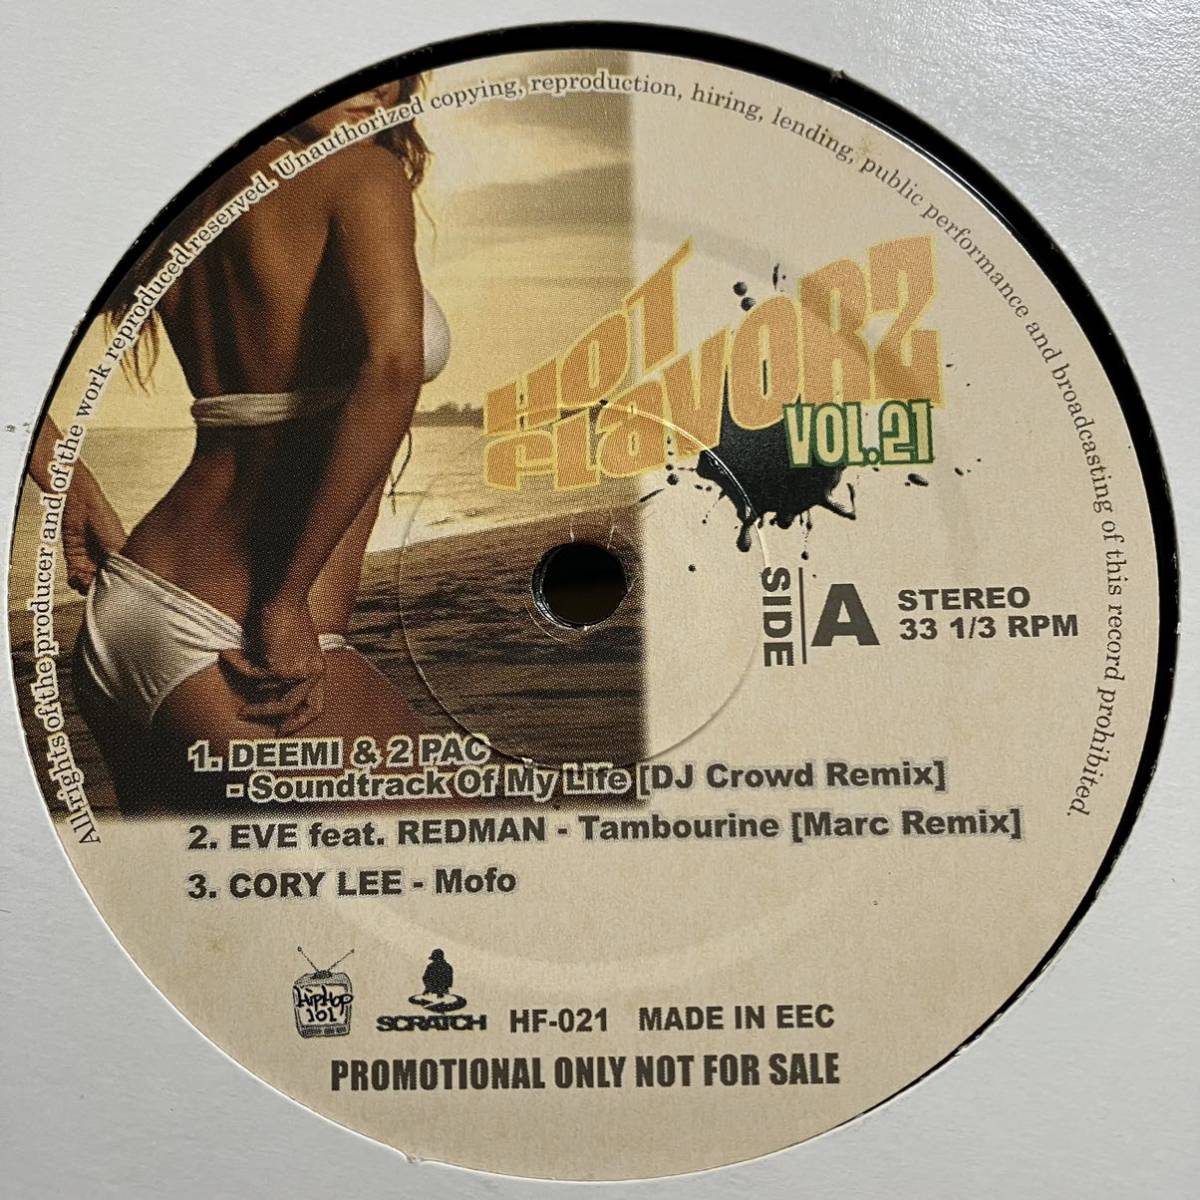 All rights of the producer and of the work reproduced reserved. Unauthorized copying, reproduction, hiring, lending, public performance and broadcasting of this record prohibited.
HOT
FLAVORZ
VOL.21
SIDE A
STEREO
33 1/3 RPM
1. DEEMI & 2 PAC
- Soundtrack Of My Life [DJ Crowd Remix]
2. EVE feat. REDMAN - Tambourine [Marc Remix]
3. CORY LEE - Mofo
HipHop
101
SCRATCH HF-021 MADE IN EEC
PROMOTIONAL ONLY NOT FOR SALE